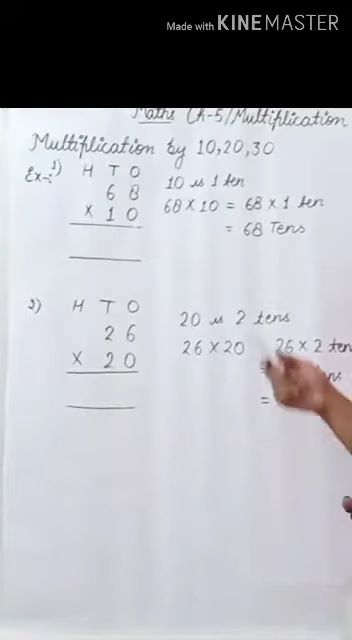 Made with KINEMASTER
Maths Ch-5/Multiplication
Multiplication by 10,20,30
Ex-:1) H T O
6 8
× 1 0
10 is 1 ten
68 × 10 = 68 × 1 ten
= 68 Tens
2) H T O
2 6
× 2 0
20 is 2 tens
26 × 20 26 × 2 ten
=